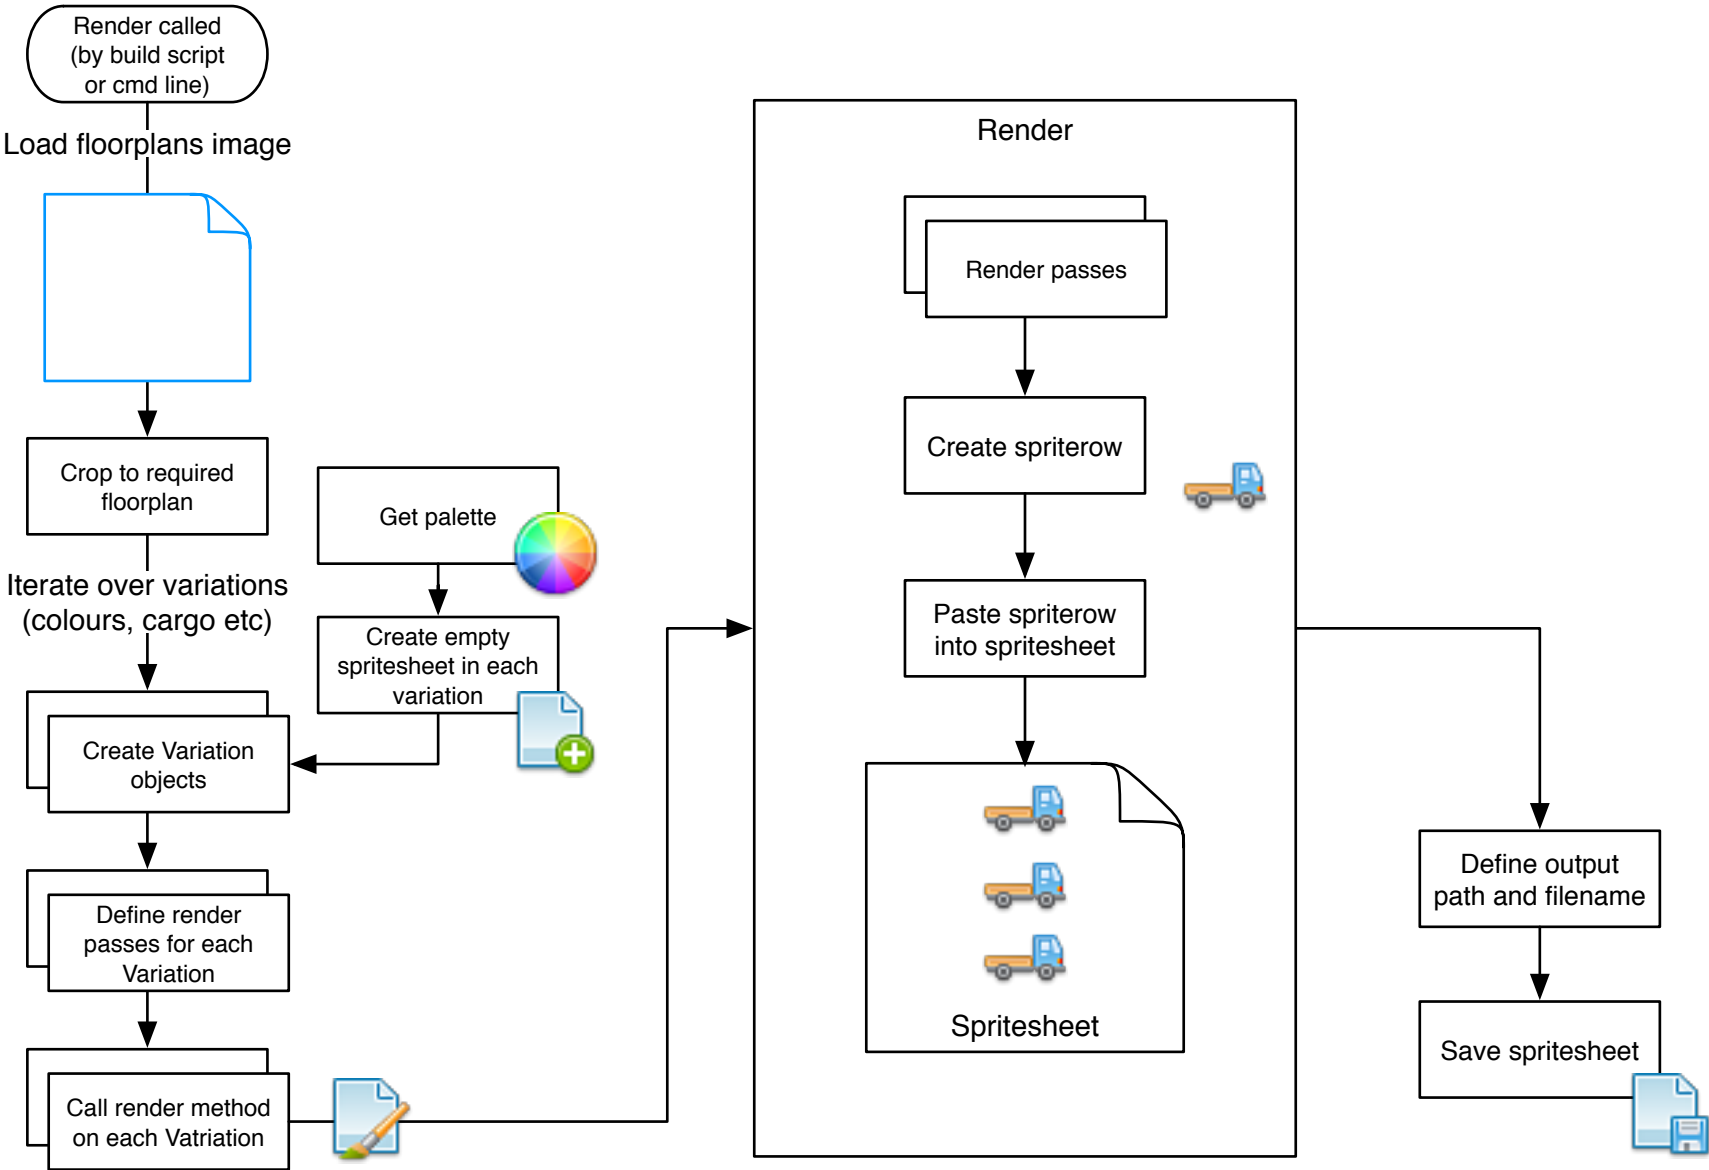 Render called
(by build script
or cmd line)
Load floorplans image
Crop to required
floorplan
Iterate over variations
(colours, cargo etc)
Get palette
Create empty
spritesheet in each
variation
Create Variation
objects
Define render
passes for each
Variation
Call render method
on each Vatriation
Render
Render passes
Create spriterow
Paste spriterow
into spritesheet
Spritesheet
Define output
path and filename
Save spritesheet